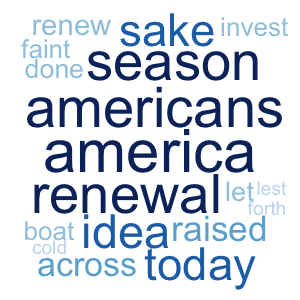 renew sake invest
faint season
done
americans
america
renewal let lest
forth
boat idea raised
cold
across today